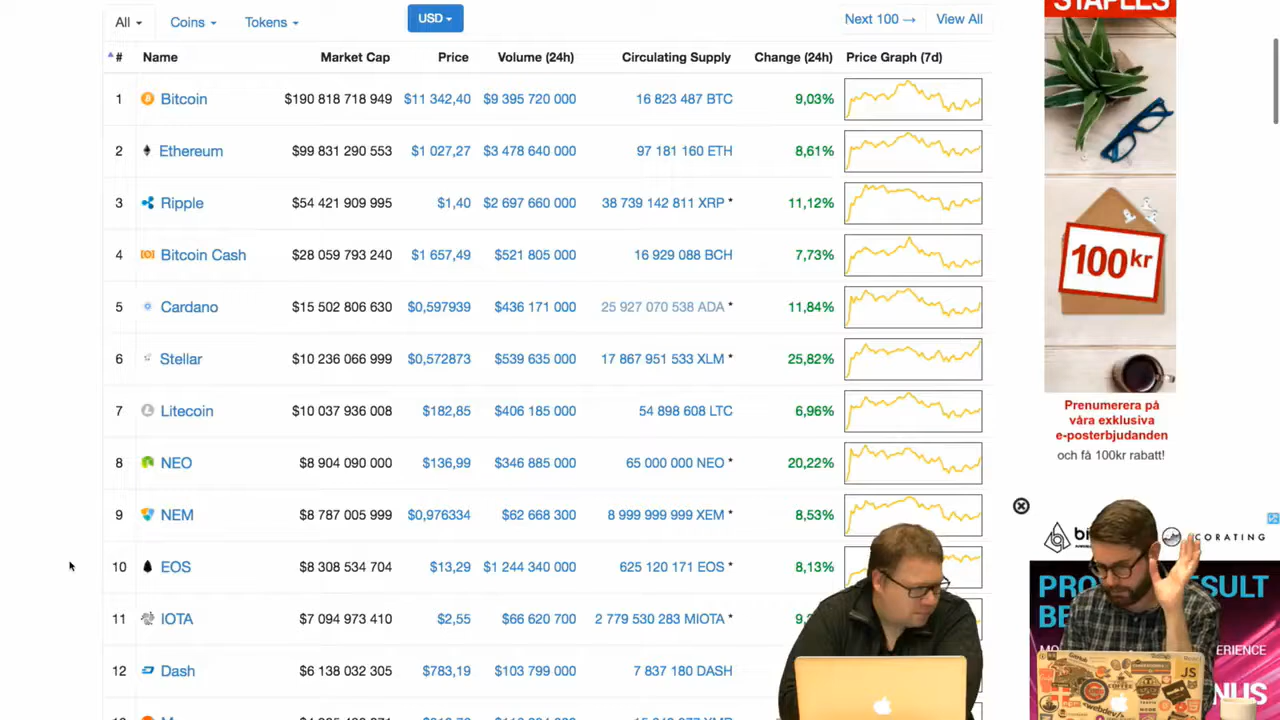 All Coins Tokens USD Next 100 → View All
# Name Market Cap Price Volume (24h) Circulating Supply Change (24h) Price Graph (7d)
1 Bitcoin $190 818 718 949 $11 342,40 $9 395 720 000 16 823 487 BTC 9,03%
2 Ethereum $99 831 290 553 $1 027,27 $3 478 640 000 97 181 160 ETH 8,61%
3 Ripple $54 421 909 995 $1,40 $2 697 660 000 38 739 142 811 XRP * 11,12%
4 Bitcoin Cash $28 059 793 240 $1 657,49 $521 805 000 16 929 088 BCH 7,73%
5 Cardano $15 502 806 630 $0,597939 $436 171 000 25 927 070 538 ADA * 11,84%
6 Stellar $10 236 066 999 $0,572873 $539 635 000 17 867 951 533 XLM * 25,82%
7 Litecoin $10 037 936 008 $182,85 $406 185 000 54 898 608 LTC 6,96%
8 NEO $8 904 090 000 $136,99 $346 885 000 65 000 000 NEO * 20,22%
9 NEM $8 787 005 999 $0,976334 $62 668 300 8 999 999 999 XEM * 8,53%
10 EOS $8 308 534 704 $13,29 $1 244 340 000 625 120 171 EOS * 8,13%
11 IOTA $7 094 973 410 $2,55 $66 620 700 2 779 530 283 MIOTA *
12 Dash $6 138 032 305 $783,19 $103 799 000 7 837 180 DASH
STAPLES
100kr
Prenumerera på
våra exklusiva
e-posterbjudanden
och få 100kr rabatt!
CORATING
SULT
BE
ERIENCE
NUS
JS